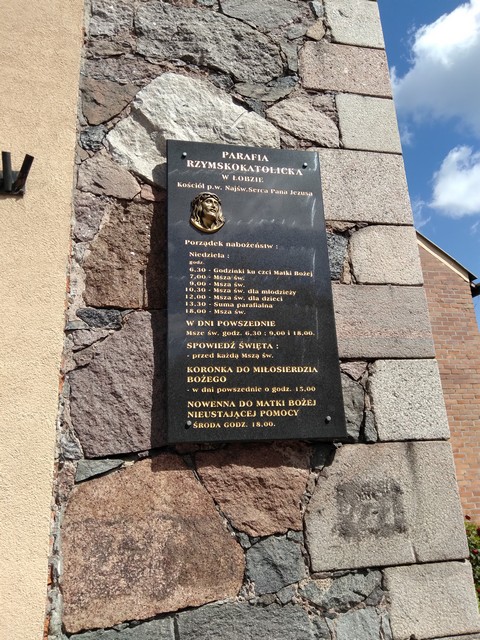 PARAFIA
RZYMSKOKATOLICKA
W ŁOBZIE
Kościół p.w. Najśw.Serca Pana Jezusa
Porządek nabożeństw :
Niedziela :
godz.
6.30 - Godzinki ku czci Matki Bożej
7.00 - Msza św.
9.00 - Msza św.
10.30 - Msza św. dla młodzieży
12.00 - Msza św. dla dzieci
13.30 - Suma parafialna
18.00 - Msza św.
W DNI POWSZEDNIE
Msze św. godz. 6.30 ; 9.00 i 18.00.
SPOWIEDŹ ŚWIĘTA :
- przed każdą Mszą św.
KORONKA DO MIŁOSIERDZIA
BOŻEGO
- w dni powszednie o godz. 15.00
NOWENNA DO MATKI BOŻEJ
NIEUSTAJĄCEJ POMOCY
- ŚRODA GODZ. 18.00.